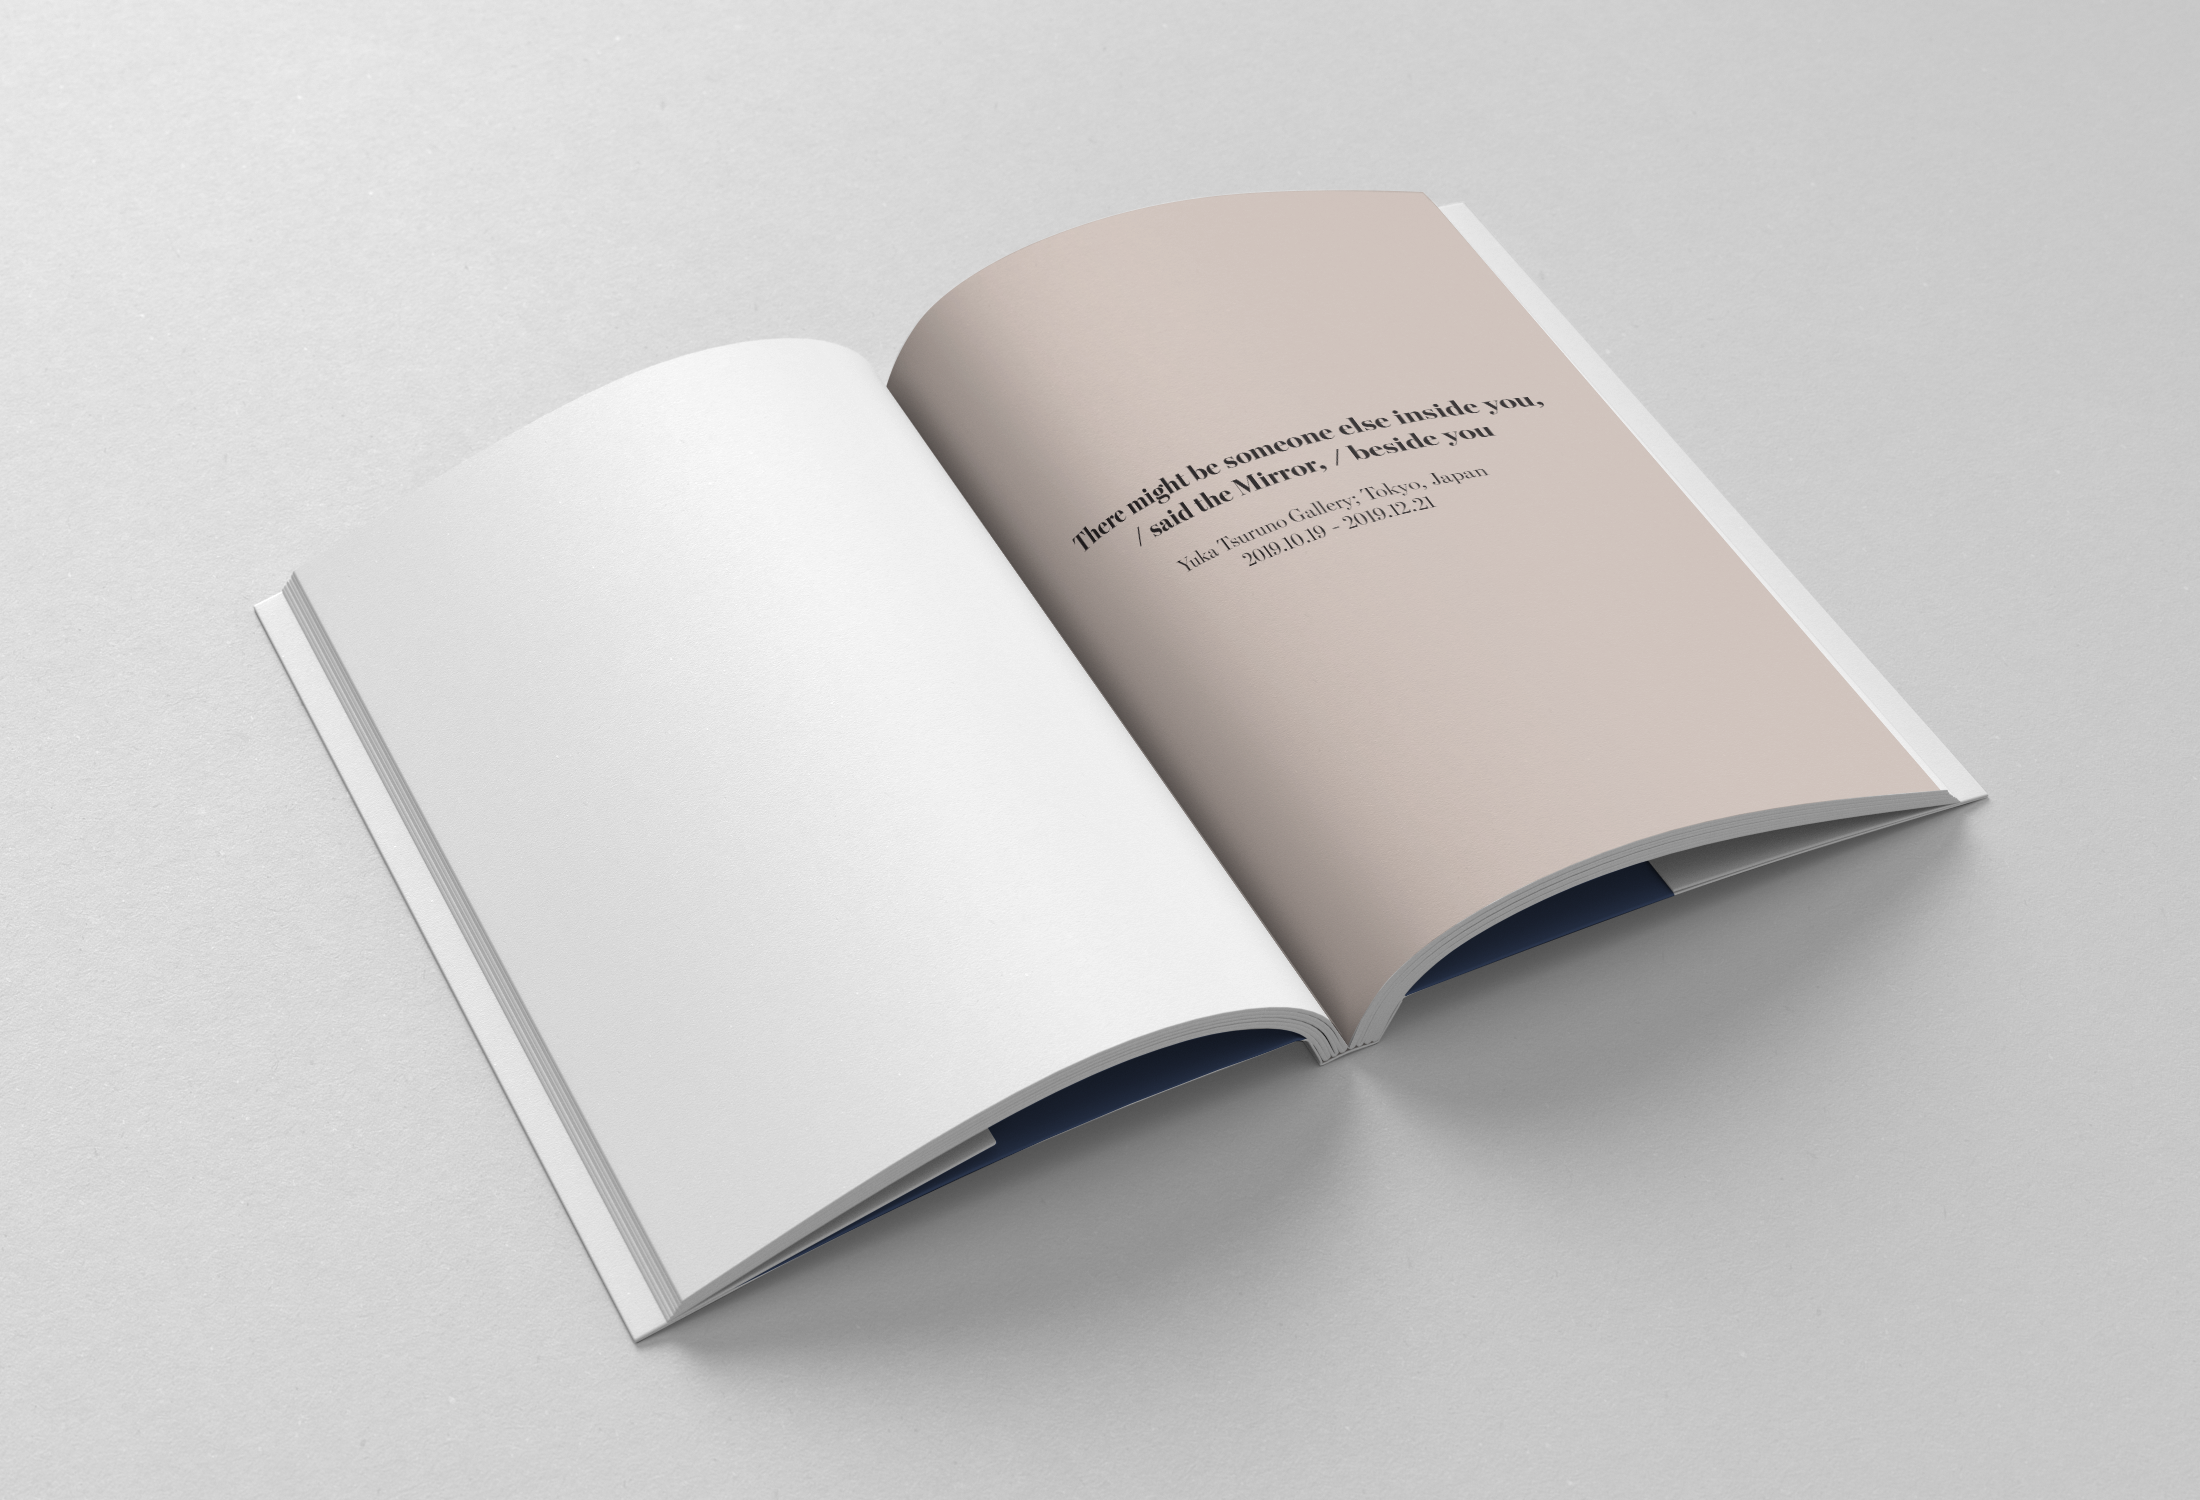 There might be someone else inside you,
/ said the Mirror, / beside you
Yuka Tsuruno Gallery; Tokyo, Japan
2019.10.19 - 2019.12.21